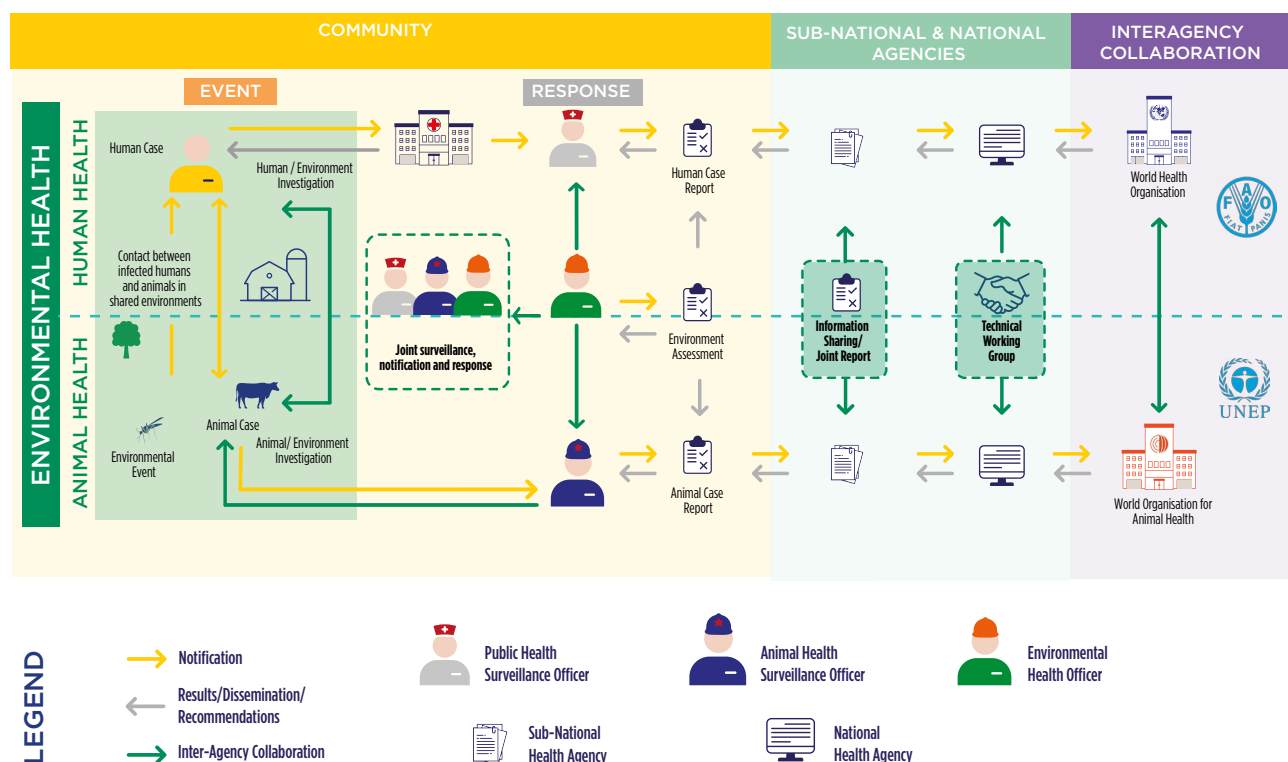 COMMUNITY
SUB-NATIONAL & NATIONAL
AGENCIES
INTERAGENCY
COLLABORATION
EVENT
RESPONSE
ENVIRONMENTAL HEALTH
HUMAN HEALTH
ANIMAL HEALTH
Human Case
Human / Environment
Investigation
Contact between
infected humans
and animals in
shared environments
Human Case
Report
World Health
Organisation
F A O
FIAT PANIS
Joint surveillance,
notification and response
Environment
Assessment
Information
Sharing/
Joint Report
Technical
Working
Group
UNEP
Animal Case
Animal/ Environment
Investigation
Environmental
Event
Animal Case
Report
World Organisation for
Animal Health
LEGEND
Notification
Results/Dissemination/
Recommendations
Inter-Agency Collaboration
Public Health
Surveillance Officer
Animal Health
Surveillance Officer
Environmental
Health Officer
Sub-National
Health Agency
National
Health Agency